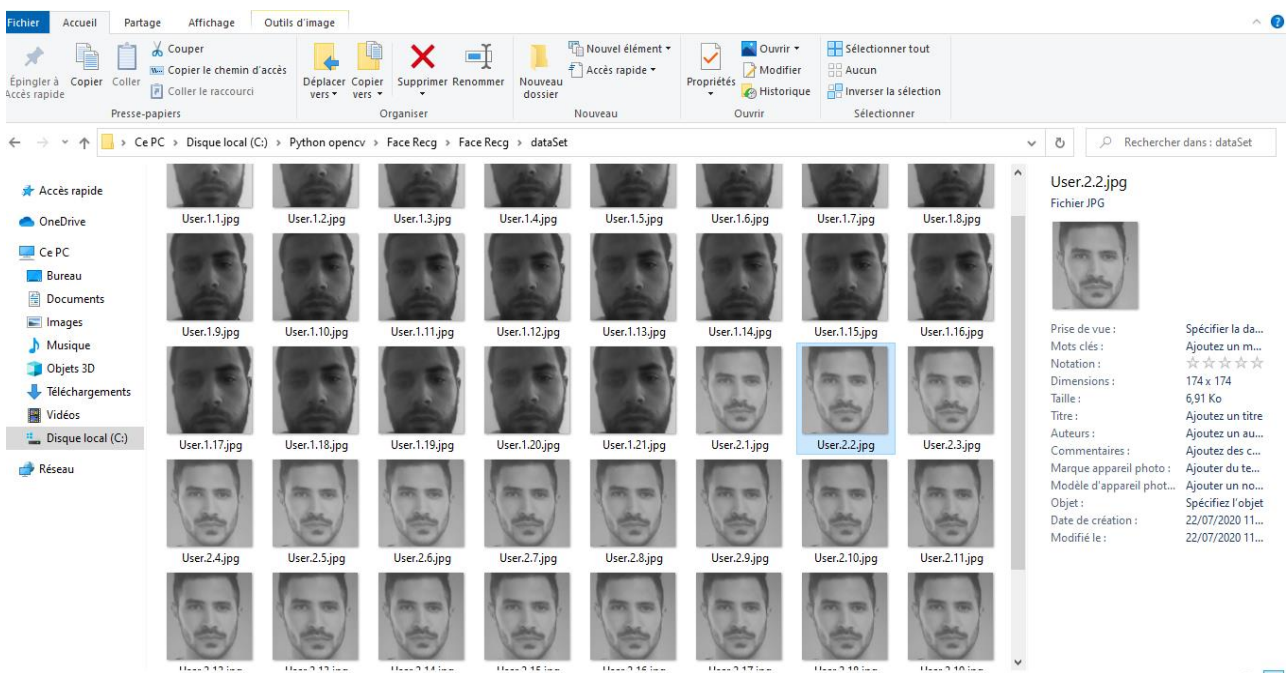 Fichier Accueil Partage Affichage Outils d'image
Épingler à Accès rapide
Copier
Coller
Couper
Copier le chemin d'accès
Coller le raccourci
Déplacer vers
Copier vers
Supprimer
Renommer
Nouveau dossier
Nouvel élément
Accès rapide
Propriétés
Ouvrir
Modifier
Historique
Sélectionner tout
Aucun
Inverser la sélection
Presse-papiers Organiser Nouveau Ouvrir Sélectionner
Ce PC > Disque local (C:) > Python opencv > Face Recg > Face Recg > dataSet
Rechercher dans : dataSet
Accès rapide
OneDrive
Ce PC
Bureau
Documents
Images
Musique
Objets 3D
Téléchargements
Vidéos
Disque local (C:)
Réseau
User.1.1.jpg User.1.2.jpg User.1.3.jpg User.1.4.jpg User.1.5.jpg User.1.6.jpg User.1.7.jpg User.1.8.jpg
User.1.9.jpg User.1.10.jpg User.1.11.jpg User.1.12.jpg User.1.13.jpg User.1.14.jpg User.1.15.jpg User.1.16.jpg
User.1.17.jpg User.1.18.jpg User.1.19.jpg User.1.20.jpg User.1.21.jpg User.2.1.jpg User.2.2.jpg User.2.3.jpg
User.2.4.jpg User.2.5.jpg User.2.6.jpg User.2.7.jpg User.2.8.jpg User.2.9.jpg User.2.10.jpg User.2.11.jpg
User.2.2.jpg
Fichier JPG
Prise de vue : Spécifier la da...
Mots clés : Ajoutez un m...
Notation :
Dimensions : 174 x 174
Taille : 6,91 Ko
Titre : Ajoutez un titre
Auteurs : Ajoutez un au...
Commentaires : Ajoutez des c...
Marque appareil photo : Ajouter du te...
Modèle d'appareil phot... Ajouter un no...
Objet : Spécifiez l'objet
Date de création : 22/07/2020 11...
Modifié le : 22/07/2020 11...